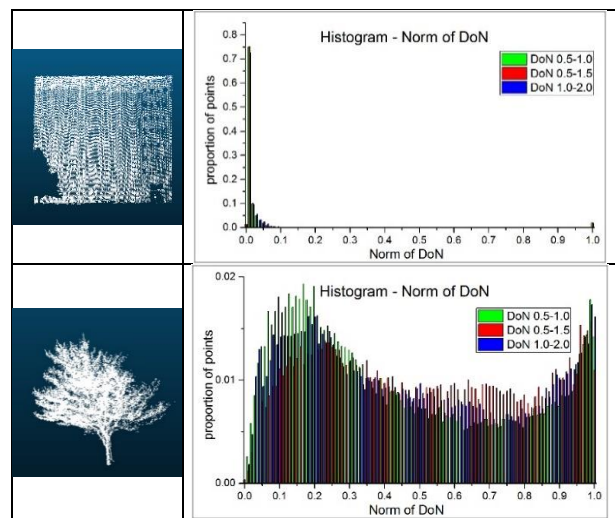 Histogram - Norm of DoN
DoN 0.5-1.0
DoN 0.5-1.5
DoN 1.0-2.0
proportion of points
0.8
0.7
0.6
0.5
0.4
0.3
0.2
0.1
0.0
0.0 0.1 0.2 0.3 0.4 0.5 0.6 0.7 0.8 0.9 1.0
Norm of DoN
Histogram - Norm of DoN
DoN 0.5-1.0
DoN 0.5-1.5
DoN 1.0-2.0
proportion of points
0.02
0.01
0.00
0.0 0.1 0.2 0.3 0.4 0.5 0.6 0.7 0.8 0.9 1.0
Norm of DoN